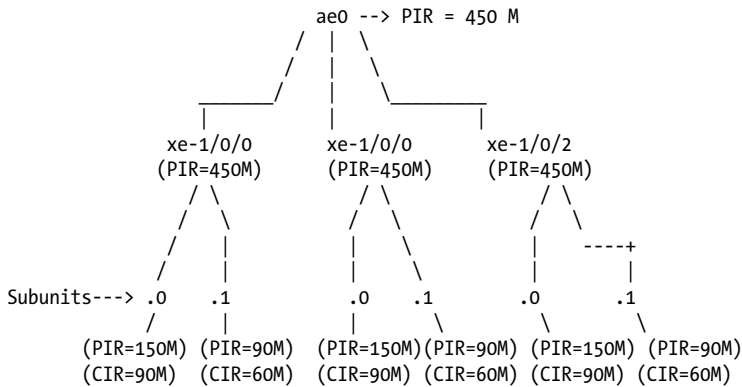 ae0 --> PIR = 450 M
xe-1/0/0 xe-1/0/0 xe-1/0/2
(PIR=450M) (PIR=450M) (PIR=450M)
Subunits---> .0 .1 .0 .1 .0 .1
(PIR=150M) (PIR=90M) (PIR=150M)(PIR=90M) (PIR=150M) (PIR=90M)
(CIR=90M) (CIR=60M) (CIR=90M) (CIR=60M) (CIR=90M) (CIR=60M)